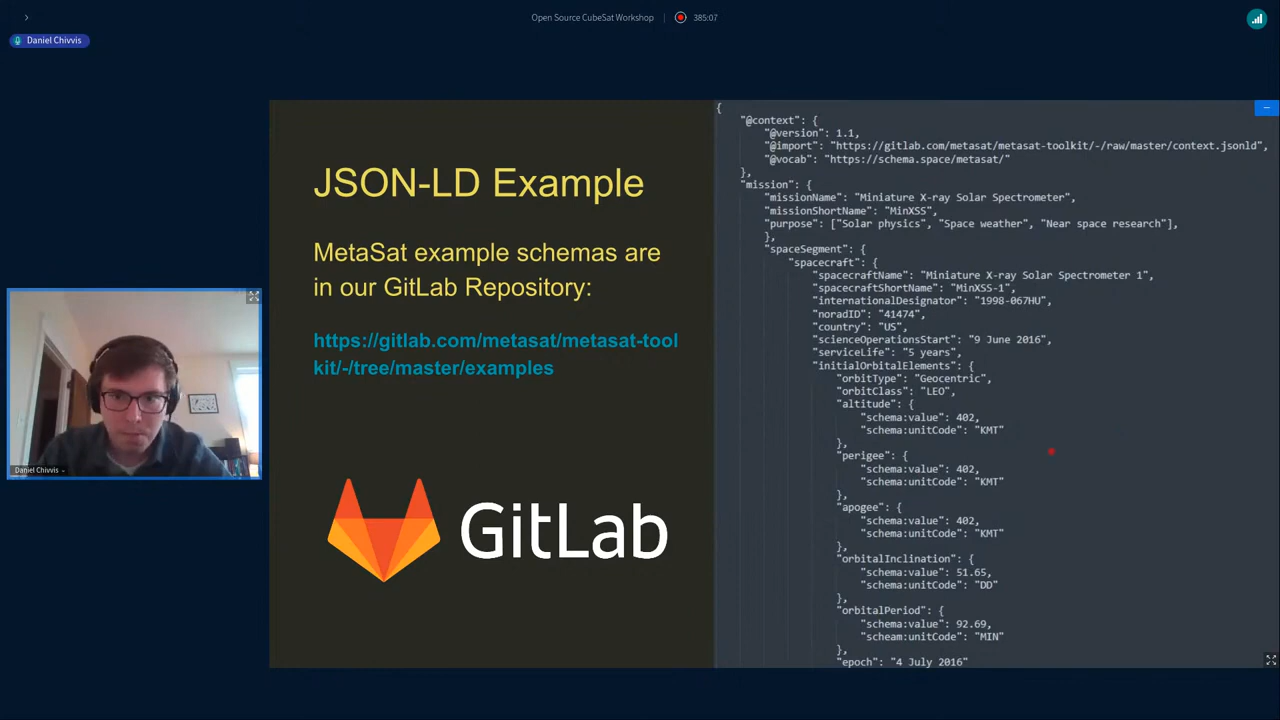 Open Source CubeSat Workshop
385:07
Daniel Chivvis
JSON-LD Example
MetaSat example schemas are
in our GitLab Repository:
https://gitlab.com/metasat/metasat-tool
kit/-/tree/master/examples
GitLab
Daniel Chivvis
{
"@context": {
"@version": 1.1,
"@import": "https://gitlab.com/metasat/metasat-toolkit/-/raw/master/context.jsonld",
"@vocab": "https://schema.space/metasat/"
},
"mission": {
"missionName": "Miniature X-ray Solar Spectrometer",
"missionShortName": "MinXSS",
"purpose": ["Solar physics", "Space weather", "Near space research"],
},
"spaceSegment": {
"spacecraft": {
"spacecraftName": "Miniature X-ray Solar Spectrometer 1",
"spacecraftShortName": "MinXSS-1",
"internationalDesignator": "1998-067HU",
"noradID": "41474",
"country": "US",
"scienceOperationsStart": "9 June 2016",
"serviceLife": "5 years",
"initialOrbitalElements": {
"orbitType": "Geocentric",
"orbitClass": "LEO",
"altitude": {
"schema:value": 402,
"schema:unitCode": "KMT"
},
"perigee": {
"schema:value": 402,
"schema:unitCode": "KMT"
},
"apogee": {
"schema:value": 402,
"schema:unitCode": "KMT"
},
"orbitalInclination": {
"schema:value": 51.65,
"schema:unitCode": "DD"
},
"orbitalPeriod": {
"schema:value": 92.69,
"scheam:unitCode": "MIN"
},
"epoch": "4 July 2016"